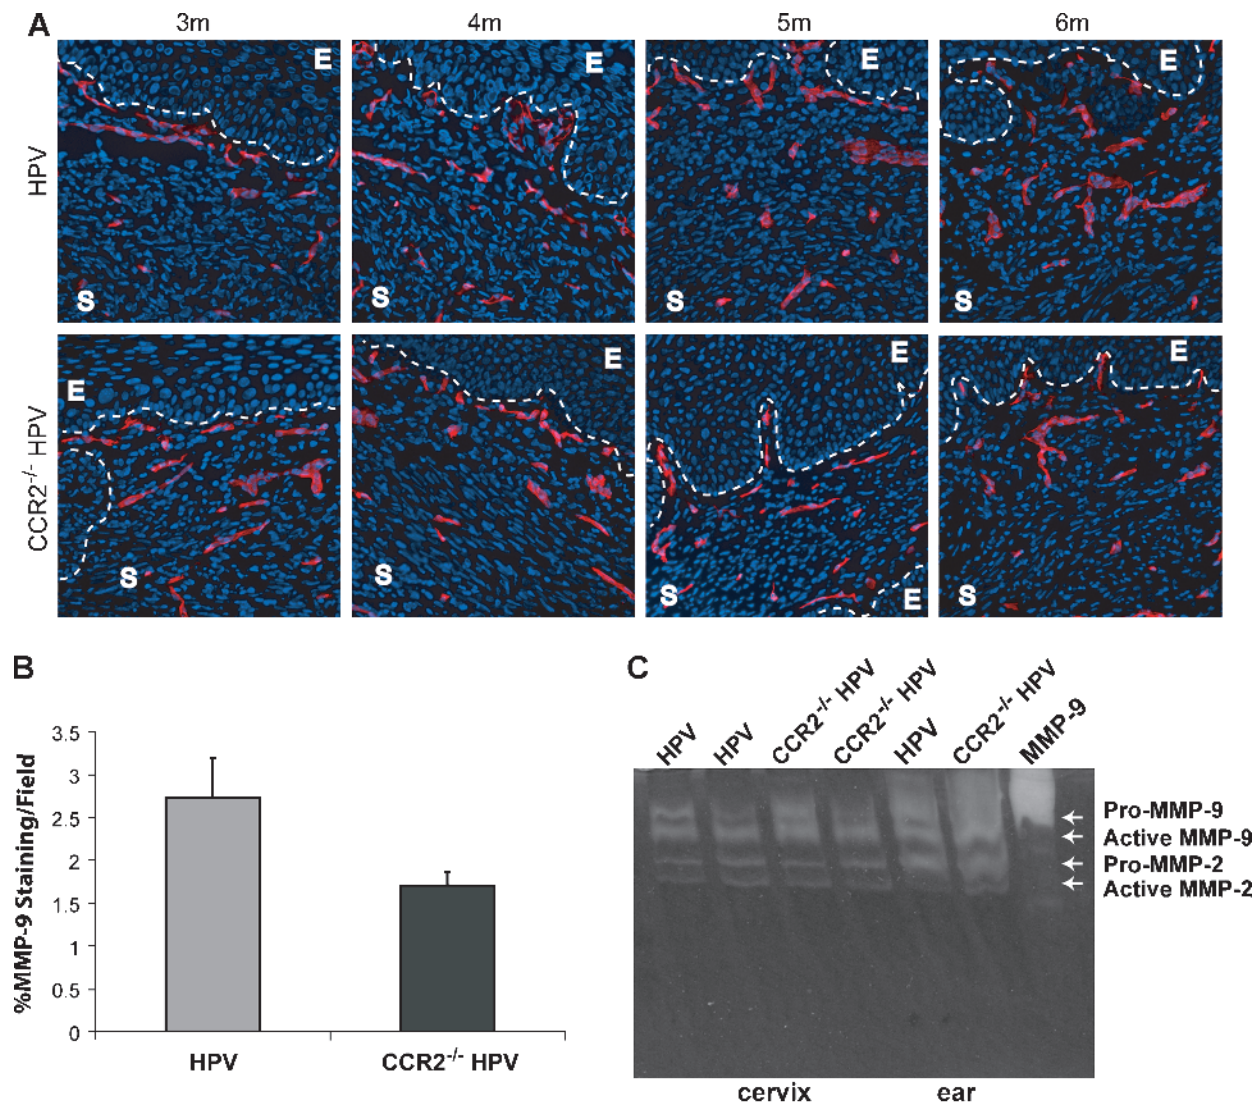 A
3m 4m 5m 6m
HPV
E E E E
S S S S
CCR2-/- HPV
E E E E
S S S S
E
B
%MMP-9 Staining/Field
3.5
3
2.5
2
1.5
1
0.5
0
HPV CCR2-/- HPV
C
HPV HPV CCR2-/- HPV CCR2-/- HPV HPV CCR2-/- HPV MMP-9
Pro-MMP-9
Active MMP-9
Pro-MMP-2
Active MMP-2
cervix ear